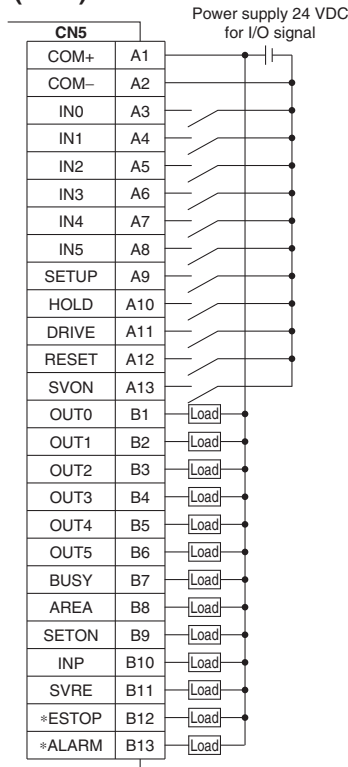 Power supply 24 VDC
for I/O signal
CN5
COM+ A1
COM− A2
IN0 A3
IN1 A4
IN2 A5
IN3 A6
IN4 A7
IN5 A8
SETUP A9
HOLD A10
DRIVE A11
RESET A12
SVON A13
OUT0 B1 Load
OUT1 B2 Load
OUT2 B3 Load
OUT3 B4 Load
OUT4 B5 Load
OUT5 B6 Load
BUSY B7 Load
AREA B8 Load
SETON B9 Load
INP B10 Load
SVRE B11 Load
∗ESTOP B12 Load
∗ALARM B13 Load